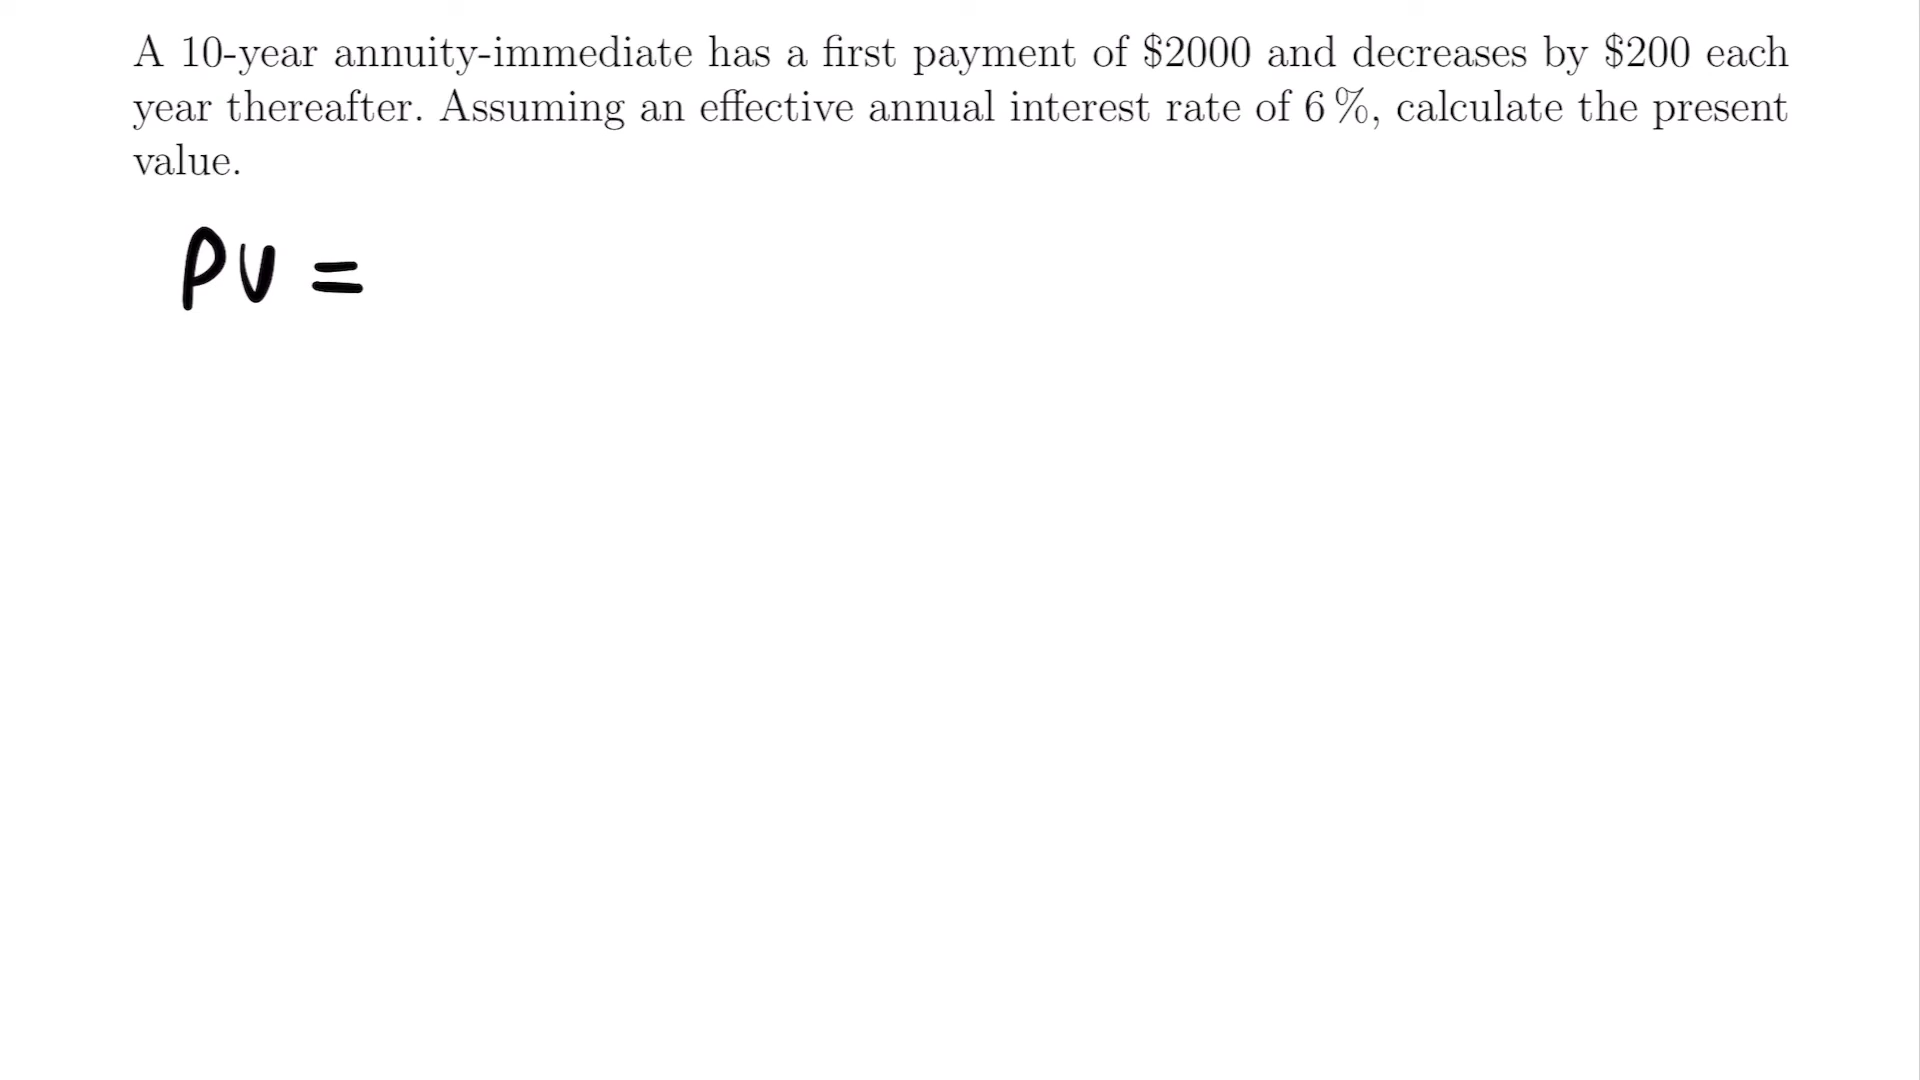 A 10-year annuity-immediate has a first payment of $2000 and decreases by $200 each
year thereafter. Assuming an effective annual interest rate of 6 %, calculate the present
value.
PV =